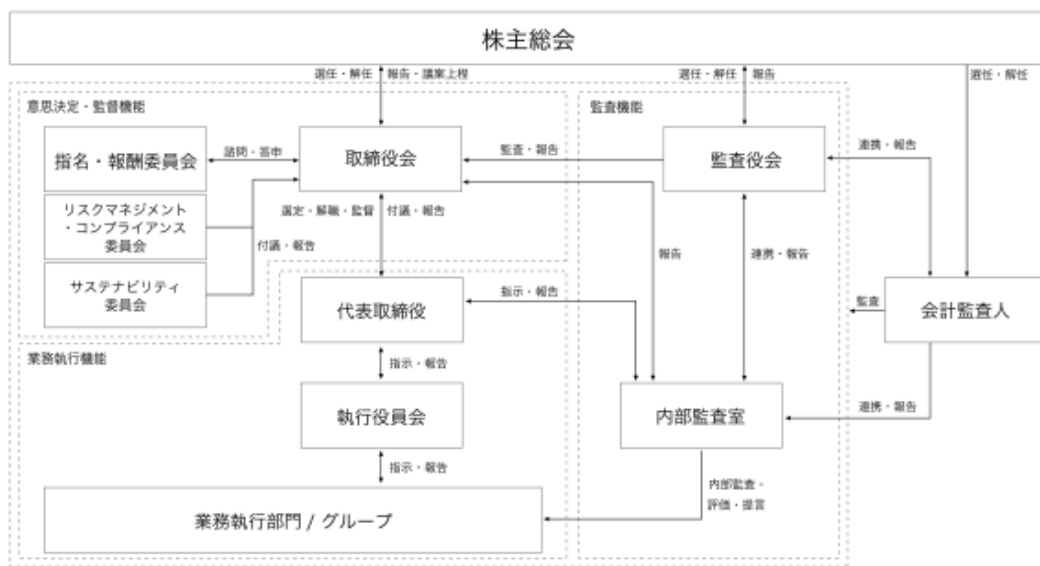 株主総会
選任・解任
報告・議案上程
選任・解任
報告
選任・解任
意思決定・監督機能
監査機能
指名・報酬委員会
諮問・答申
取締役会
監査・報告
監査役会
連携・報告
リスクマネジメント
・コンプライアンス
委員会
選定・解職・監督
付議・報告
付議・報告
報告
連携・報告
サステナビリティ
委員会
代表取締役
指示・報告
監査
会計監査人
業務執行機能
指示・報告
執行役員会
内部監査室
連携・報告
指示・報告
内部監査・
評価・提言
業務執行部門 / グループ